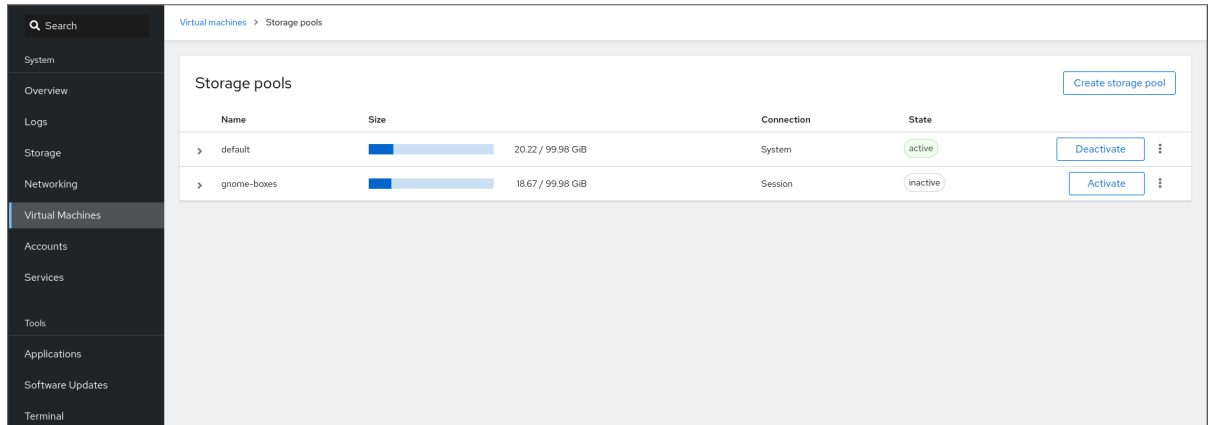 Search
System
Overview
Logs
Storage
Networking
Virtual Machines
Accounts
Services
Tools
Applications
Software Updates
Terminal
Virtual machines > Storage pools
Storage pools
Create storage pool
Name Size Connection State
default 20.22 / 99.98 GiB System active Deactivate
gnome-boxes 18.67 / 99.98 GiB Session inactive Activate